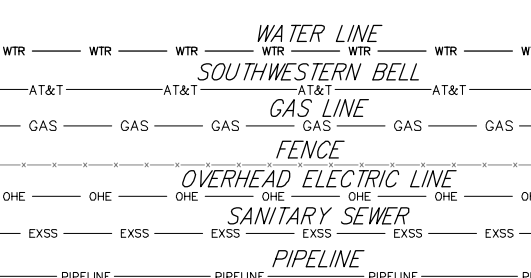 WATER LINE
WTR WTR WTR WTR WTR WTR W
SOUTHWESTERN BELL
AT&T AT&T AT&T AT&T
GAS LINE
GAS GAS GAS GAS GAS GAS
FENCE
x x x x x x x x x x x x x x x x x
OVERHEAD ELECTRIC LINE
OHE OHE OHE OHE OHE OHE OH
SANITARY SEWER
EXSS EXSS EXSS EXSS EXSS EXSS
PIPELINE
PIPELINE PIPELINE PIPELINE PI